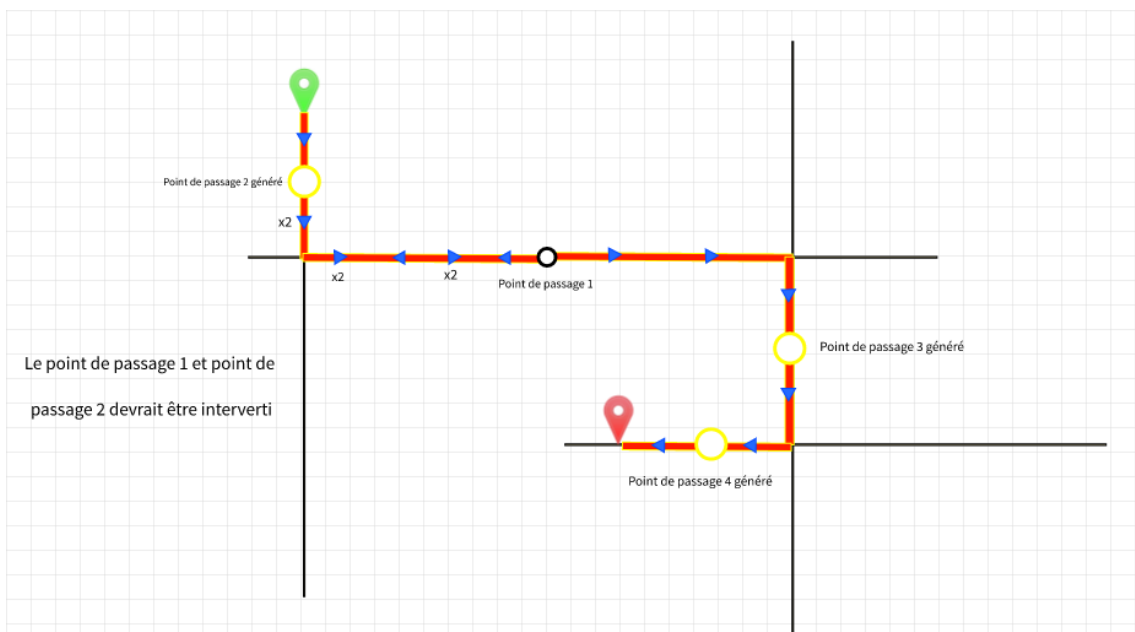 Point de passage 2 généré
x2
x2
x2
Point de passage 1
Point de passage 3 généré
Le point de passage 1 et point de
passage 2 devrait être interverti
Point de passage 4 généré